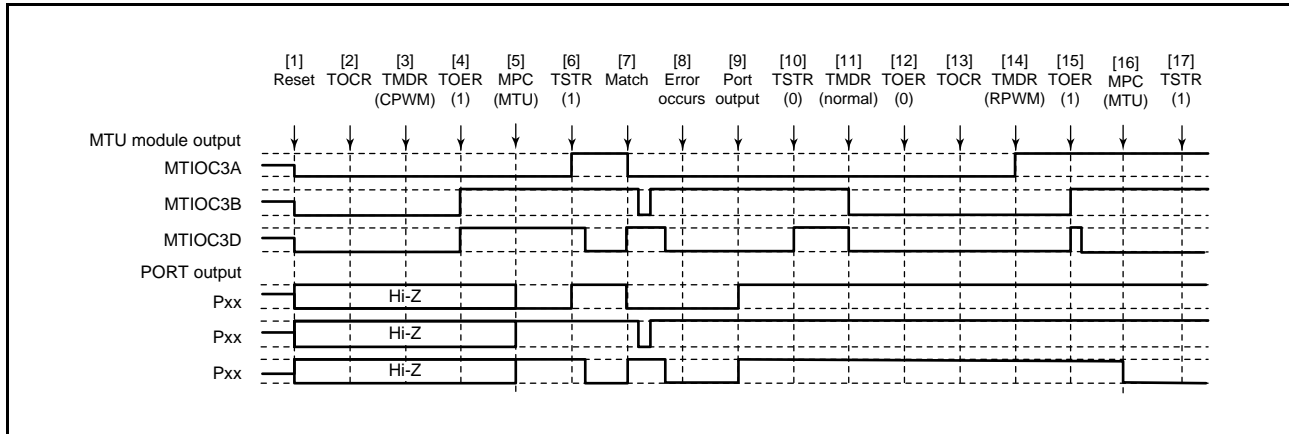 [1] [2] [3] [4] [5] [6] [7] [8] [9] [10] [11] [12] [13] [14] [15] [16] [17]
Reset TOCR TMDR TOER MPC TSTR Match Error Port TSTR TMDR TOER TOCR TMDR TOER MPC TSTR
(CPWM) (1) (MTU) (1) occurs output (0) (normal) (0) (RPWM) (1) (MTU) (1)
MTU module output
MTIOC3A
MTIOC3B
MTIOC3D
PORT output
Pxx Hi-Z
Pxx Hi-Z
Pxx Hi-Z